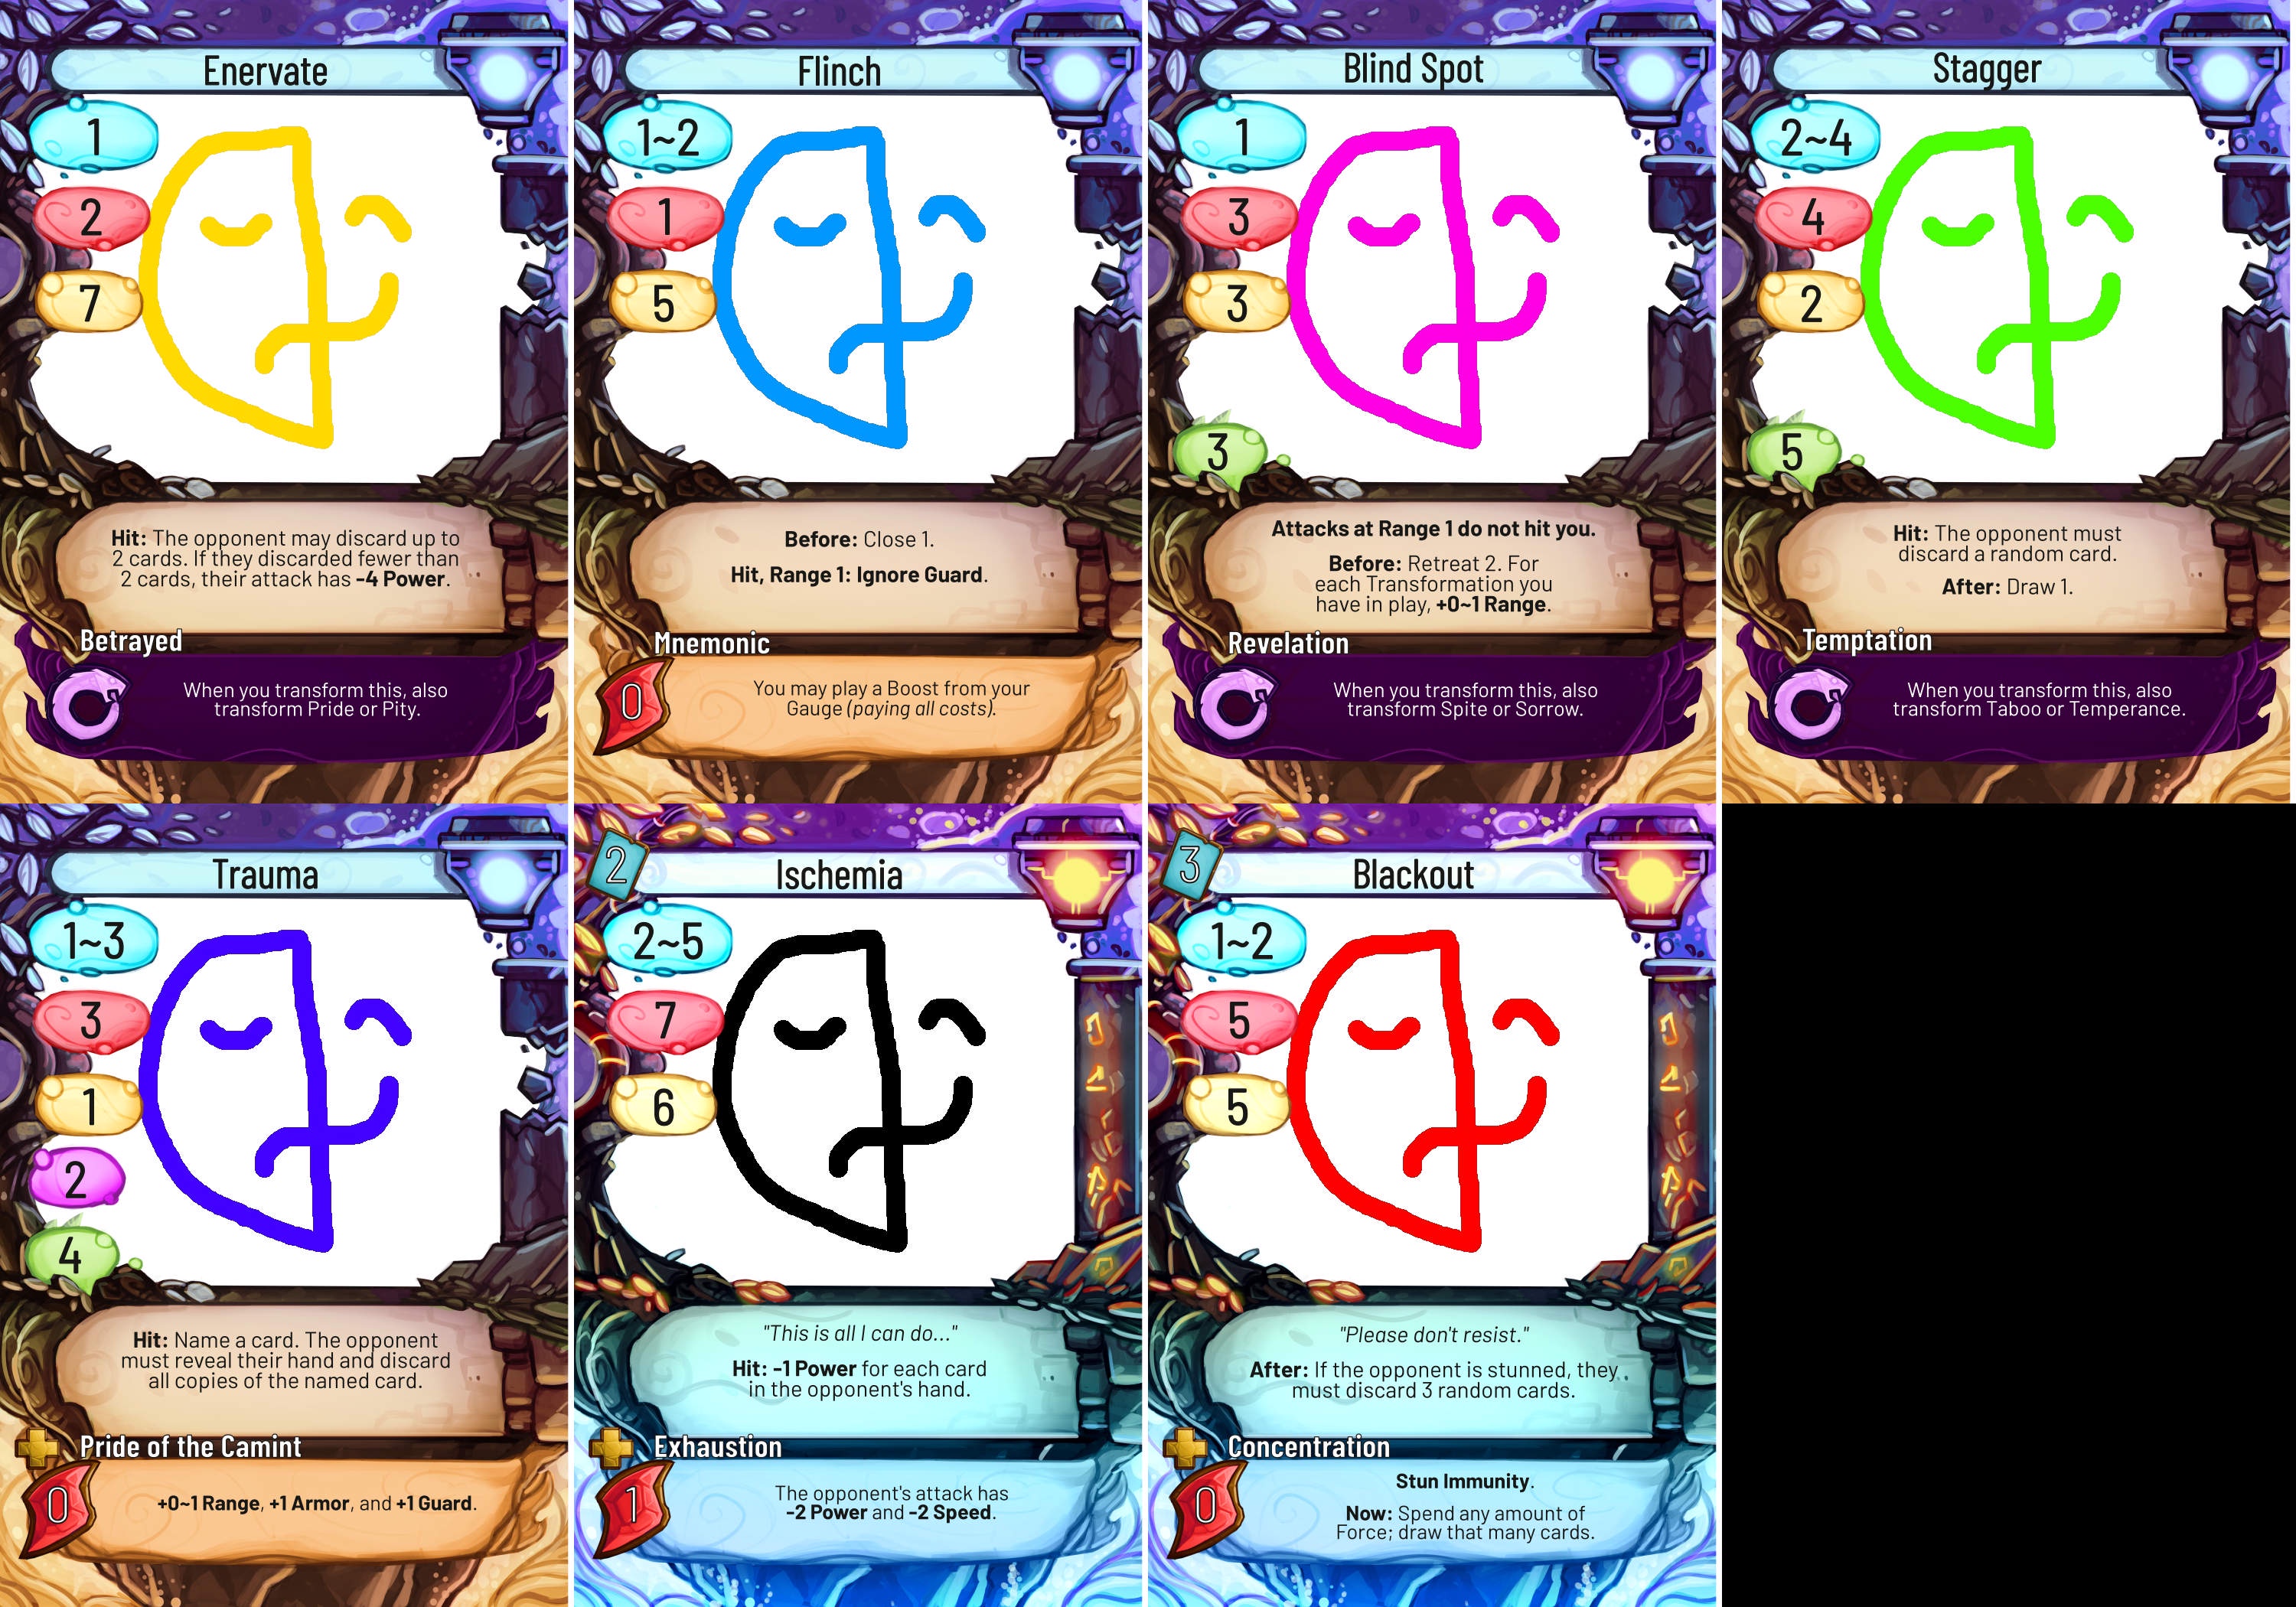 Enervate
1
2
7
Hit: The opponent may discard up to
2 cards. If they discarded fewer than
2 cards, their attack has -4 Power.
Betrayed
When you transform this, also
transform Pride or Pity.
Flinch
1~2
1
5
Before: Close 1.
Hit, Range 1: Ignore Guard.
Mnemonic
0
You may play a Boost from your
Gauge (paying all costs).
Blind Spot
1
3
3
3
Attacks at Range 1 do not hit you.
Before: Retreat 2. For
each Transformation you
have in play, +0~1 Range.
Revelation
When you transform this, also
transform Spite or Sorrow.
Stagger
2~4
4
2
5
Hit: The opponent must
discard a random card.
After: Draw 1.
Temptation
When you transform this, also
transform Taboo or Temperance.
Trauma
1~3
3
1
2
4
Hit: Name a card. The opponent
must reveal their hand and discard
all copies of the named card.
Pride of the Camint
0
+0~1 Range, +1 Armor, and +1 Guard.
2
Ischemia
2~5
7
6
"This is all I can do..."
Hit: -1 Power for each card
in the opponent's hand.
Exhaustion
1
The opponent's attack has
-2 Power and -2 Speed.
3
Blackout
1~2
5
5
"Please don't resist."
After: If the opponent is stunned, they
must discard 3 random cards.
Concentration
0
Stun Immunity.
Now: Spend any amount of
Force; draw that many cards.